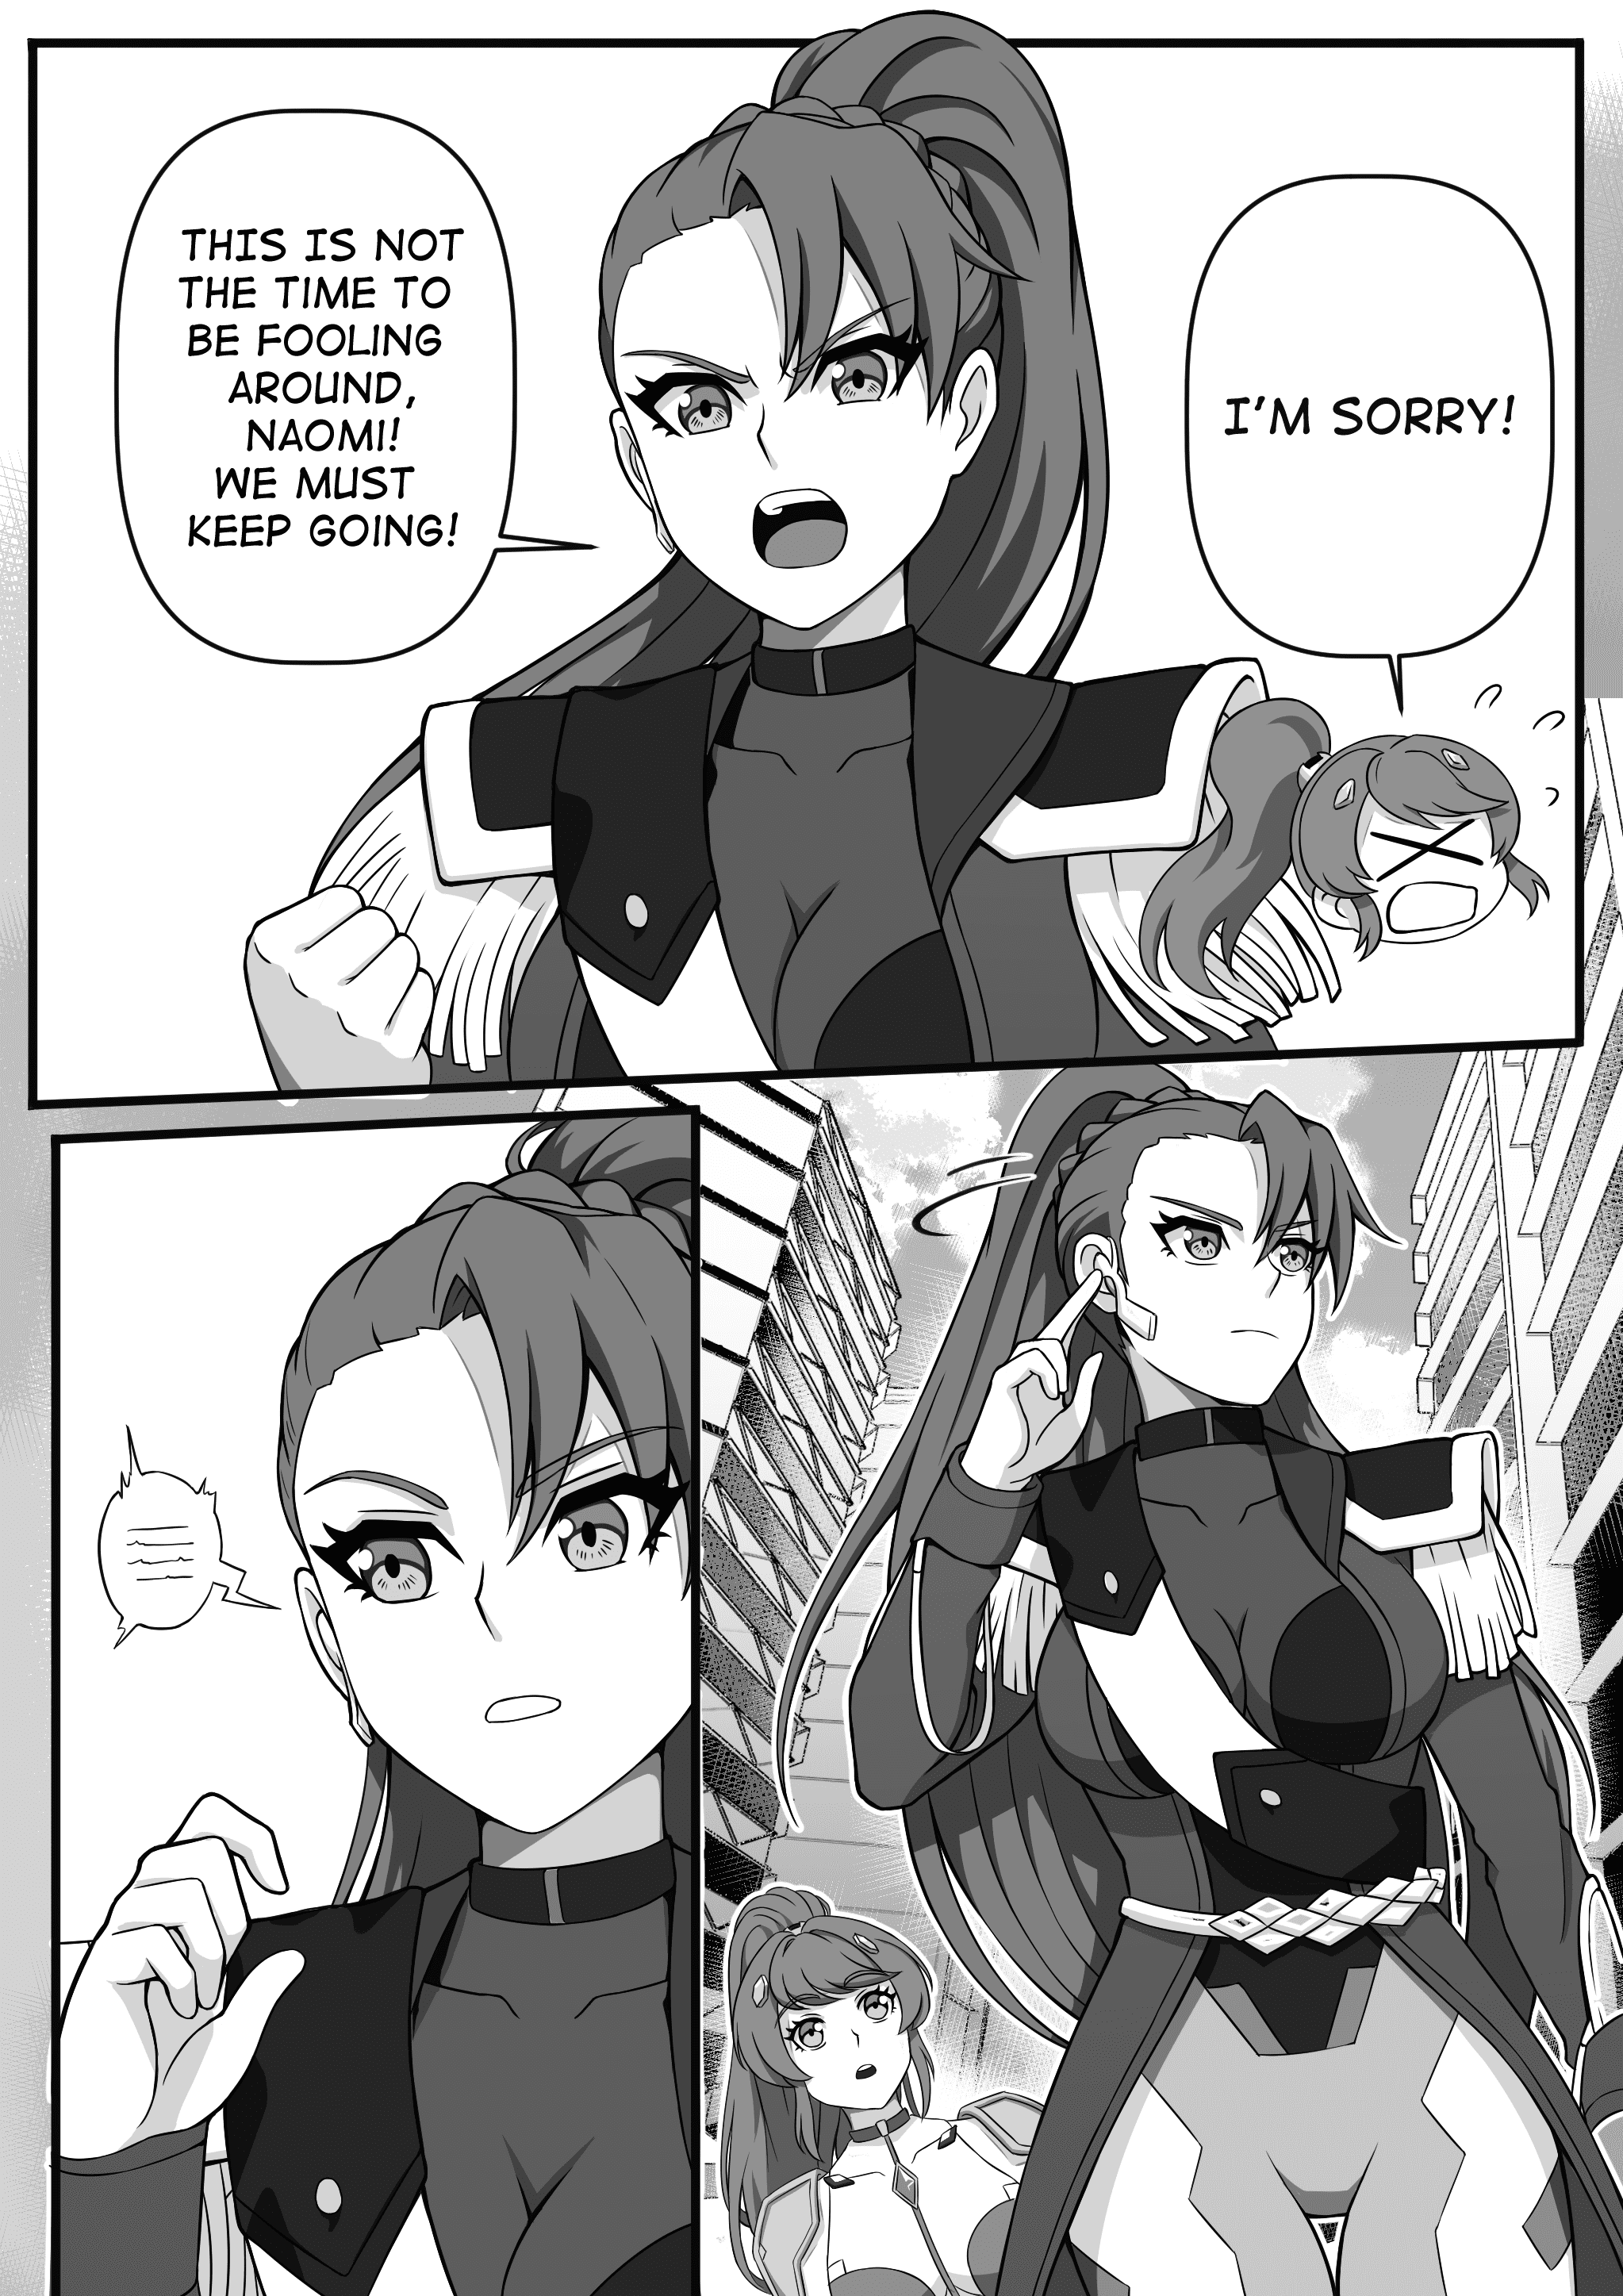 THIS IS NOT
THE TIME TO
BE FOOLING
AROUND,
NAOMI!
WE MUST
KEEP GOING!
I'M SORRY!